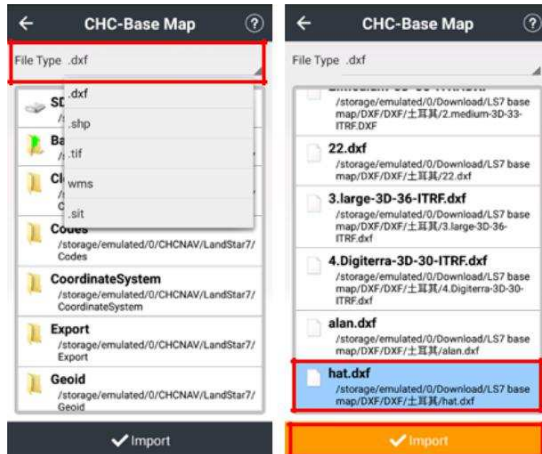 CHC-Base Map
File Type .dxf
.dxf
.shp
.tif
wms
.sit
Codes
/storage/emulated/0/CHCNAV/LandStar7/
Codes
CoordinateSystem
/storage/emulated/0/CHCNAV/LandStar7/
CoordinateSystem
Export
/storage/emulated/0/CHCNAV/LandStar7/
Export
Geoid
/storage/emulated/0/CHCNAV/LandStar7/
Geoid
Import
CHC-Base Map
File Type .dxf
/storage/emulated/0/Download/LS7 base
map/DXF/DXF/土耳其/2.medium-3D-33-
ITRF.DXF
22.dxf
/storage/emulated/0/Download/LS7 base
map/DXF/DXF/土耳其/22.dxf
3.large-3D-36-ITRF.dxf
/storage/emulated/0/Download/LS7 base
map/DXF/DXF/土耳其/3.large-3D-36-
ITRF.dxf
4.Digiterra-3D-30-ITRF.dxf
/storage/emulated/0/Download/LS7 base
map/DXF/DXF/土耳其/4.Digiterra-3D-30-
ITRF.dxf
alan.dxf
/storage/emulated/0/Download/LS7 base
map/DXF/DXF/土耳其/alan.dxf
hat.dxf
/storage/emulated/0/Download/LS7 base
map/DXF/DXF/土耳其/hat.dxf
Import